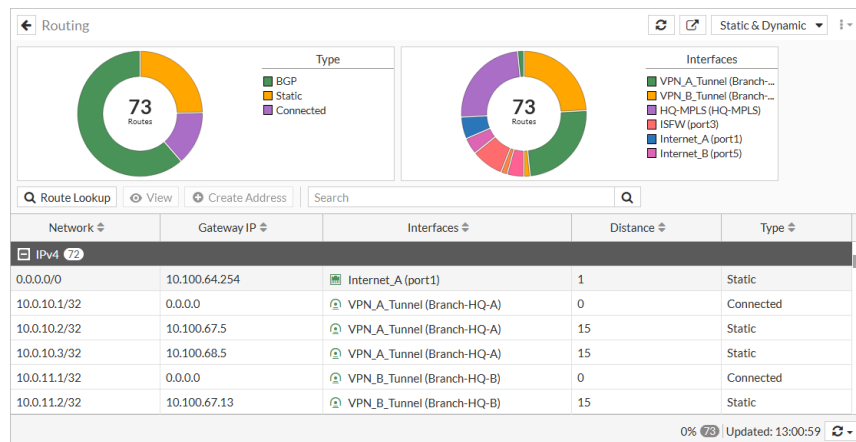 Routing
Static & Dynamic
Type
73
Routes
BGP
Static
Connected
Interfaces
73
Routes
VPN_A_Tunnel (Branch-...
VPN_B_Tunnel (Branch-...
HQ-MPLS (HQ-MPLS)
ISFW (port3)
Internet_A (port1)
Internet_B (port5)
Route Lookup View Create Address Search
Network Gateway IP Interfaces Distance Type
IPv4 72
0.0.0.0/0 10.100.64.254 Internet_A (port1) 1 Static
10.0.10.1/32 0.0.0.0 VPN_A_Tunnel (Branch-HQ-A) 0 Connected
10.0.10.2/32 10.100.67.5 VPN_A_Tunnel (Branch-HQ-A) 15 Static
10.0.10.3/32 10.100.68.5 VPN_A_Tunnel (Branch-HQ-A) 15 Static
10.0.11.1/32 0.0.0.0 VPN_B_Tunnel (Branch-HQ-B) 0 Connected
10.0.11.2/32 10.100.67.13 VPN_B_Tunnel (Branch-HQ-B) 15 Static
0% 73 Updated: 13:00:59